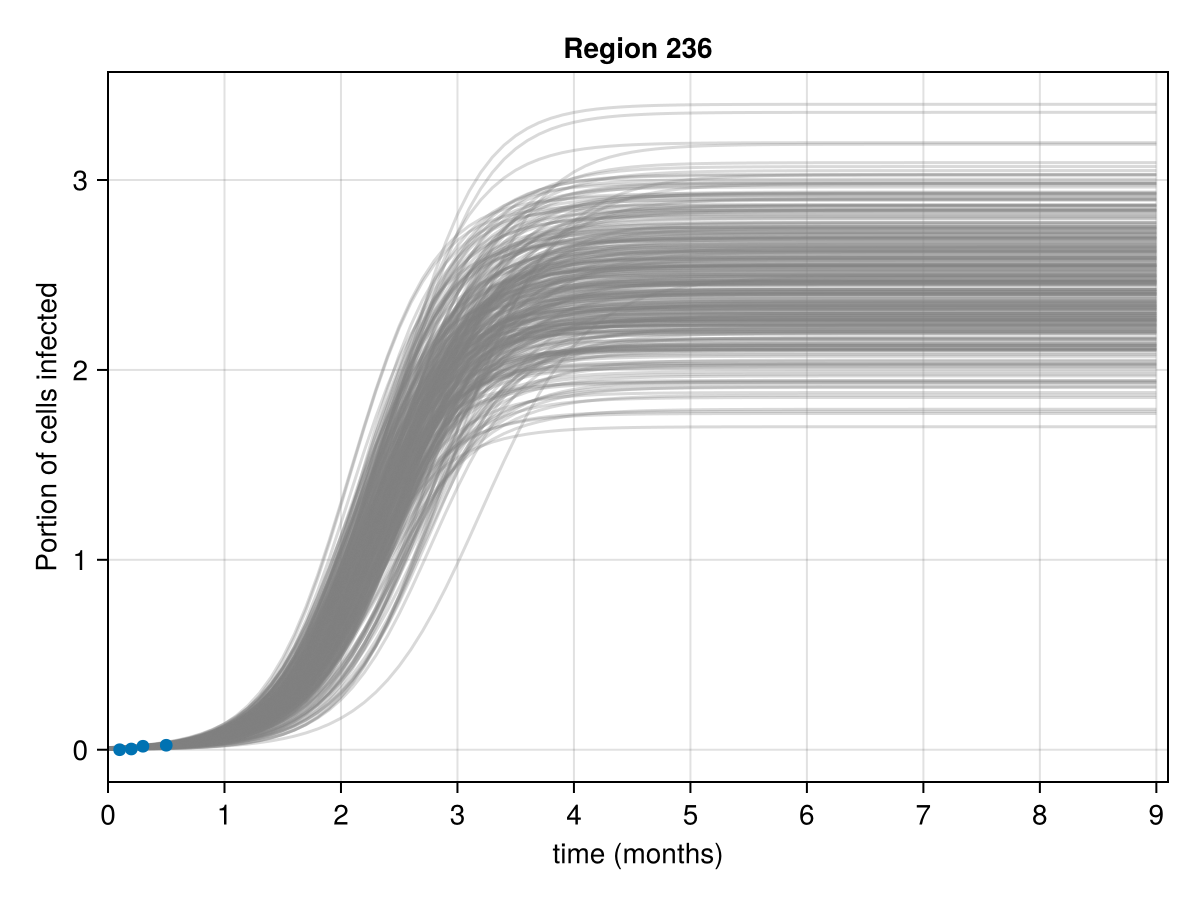 Region 236
Portion of cells infected
3
2
1
0
0 1 2 3 4 5 6 7 8 9
time (months)